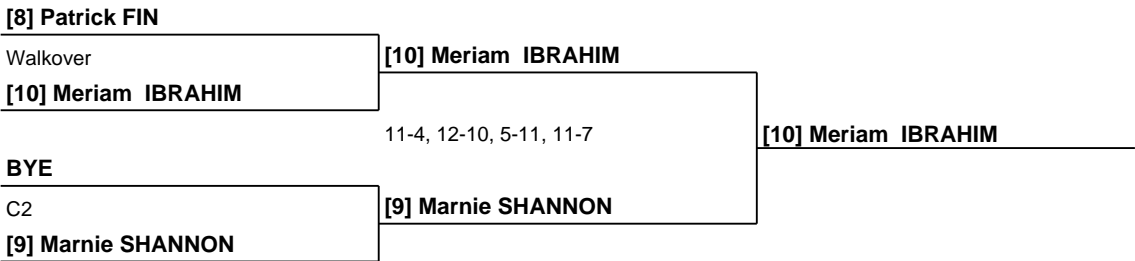 [8] Patrick FIN
Walkover
[10] Meriam  IBRAHIM
[10] Meriam  IBRAHIM
11-4, 12-10, 5-11, 11-7
[10] Meriam  IBRAHIM
BYE
C2
[9] Marnie SHANNON
[9] Marnie SHANNON